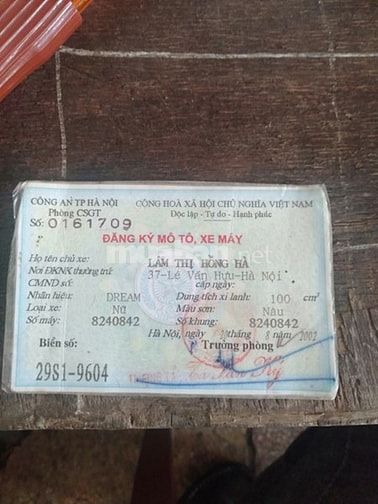 CÔNG AN TP HÀ NỘI
Phòng CSGT
Số: 0161709
CỘNG HOÀ XÃ HỘI CHỦ NGHĨA VIỆT NAM
Độc lập - Tự do - Hạnh phúc
ĐĂNG KÝ MÔ TÔ, XE MÁY
Họ tên chủ xe: LÂM THỊ HỒNG HÀ
Nơi ĐKNK thường trú: 37-Lê Văn Hưu-Hà Nội
CMND số: cấp ngày:
Nhãn hiệu: DREAM Dung tích xi lanh: 100 cm³
Loại xe: Nữ Màu sơn: Nâu
Số máy: 8240842 Số khung: 8240842
Hà Nội, tháng 8 / 2002
Biển số: Trưởng phòng
29S1-9604